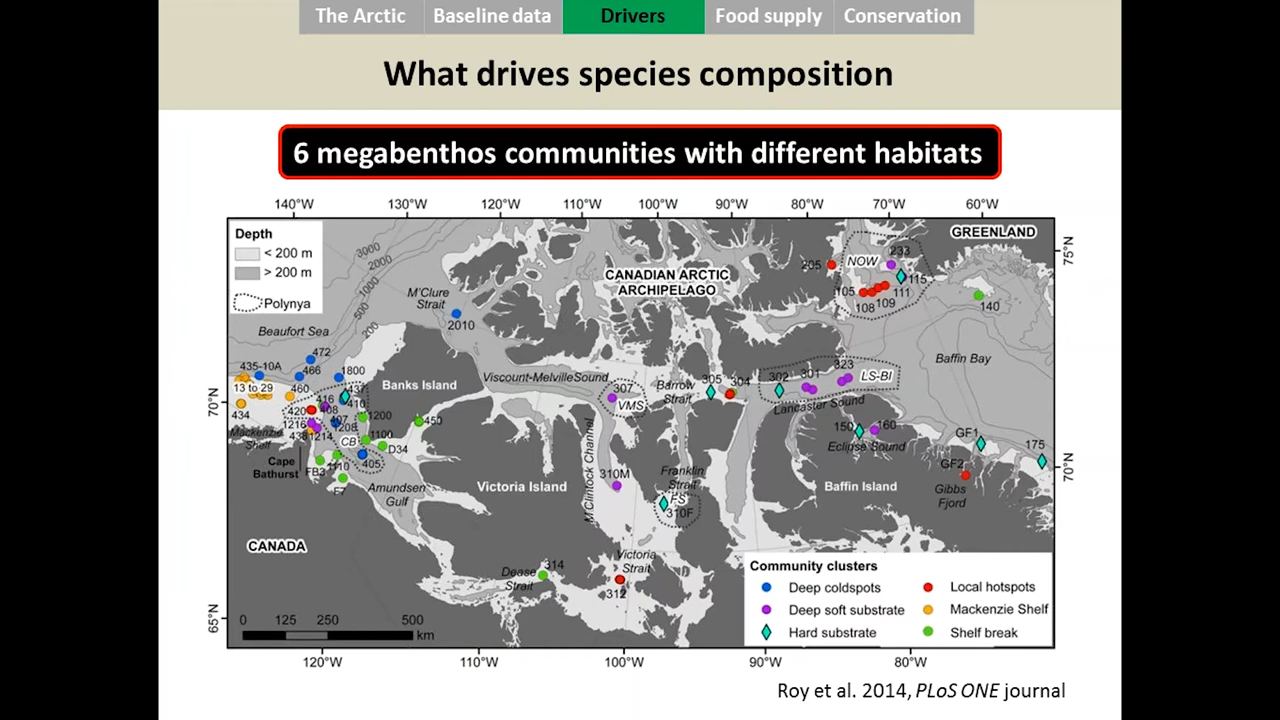 The Arctic
Baseline data
Drivers
Food supply
Conservation
What drives species composition
6 megabenthos communities with different habitats
140°W
130°W
120°W
110°W
100°W
90°W
80°W
70°W
60°W
Depth
< 200 m
> 200 m
Polynya
3000
2000
1000
500
200
GREENLAND
75°N
NOW
233
205
115
105
111
109
108
140
CANADIAN ARCTIC
ARCHIPELAGO
M'Clure
Strait
2010
Beaufort Sea
Baffin Bay
472
435-10A
466
1800
13 to 29
460
437
416
410
434
420
408
407
1200
1216
1208
438
1214
1100
450
Mackenzie
Shelf
CB
D34
Cape
Bathurst
FB3
1110
405
F7
Amundsen
Gulf
Banks Island
Viscount-MelvilleSound
307
VMS
Barrow
Strait
305
304
302
301
323
LS-BI
Lancaster Sound
150
160
Eclipse Sound
GF1
175
GF2
Gibbs
Fjord
70°N
70°N
M'Clintock Channel
310M
Franklin
Strait
FS
310F
Victoria Island
Baffin Island
CANADA
Dease
Strait
314
Victoria
Strait
312
65°N
0 125 250 500
km
Community clusters
Deep coldspots
Local hotspots
Deep soft substrate
Mackenzie Shelf
Hard substrate
Shelf break
120°W
110°W
100°W
90°W
80°W
Roy et al. 2014, PLoS ONE journal